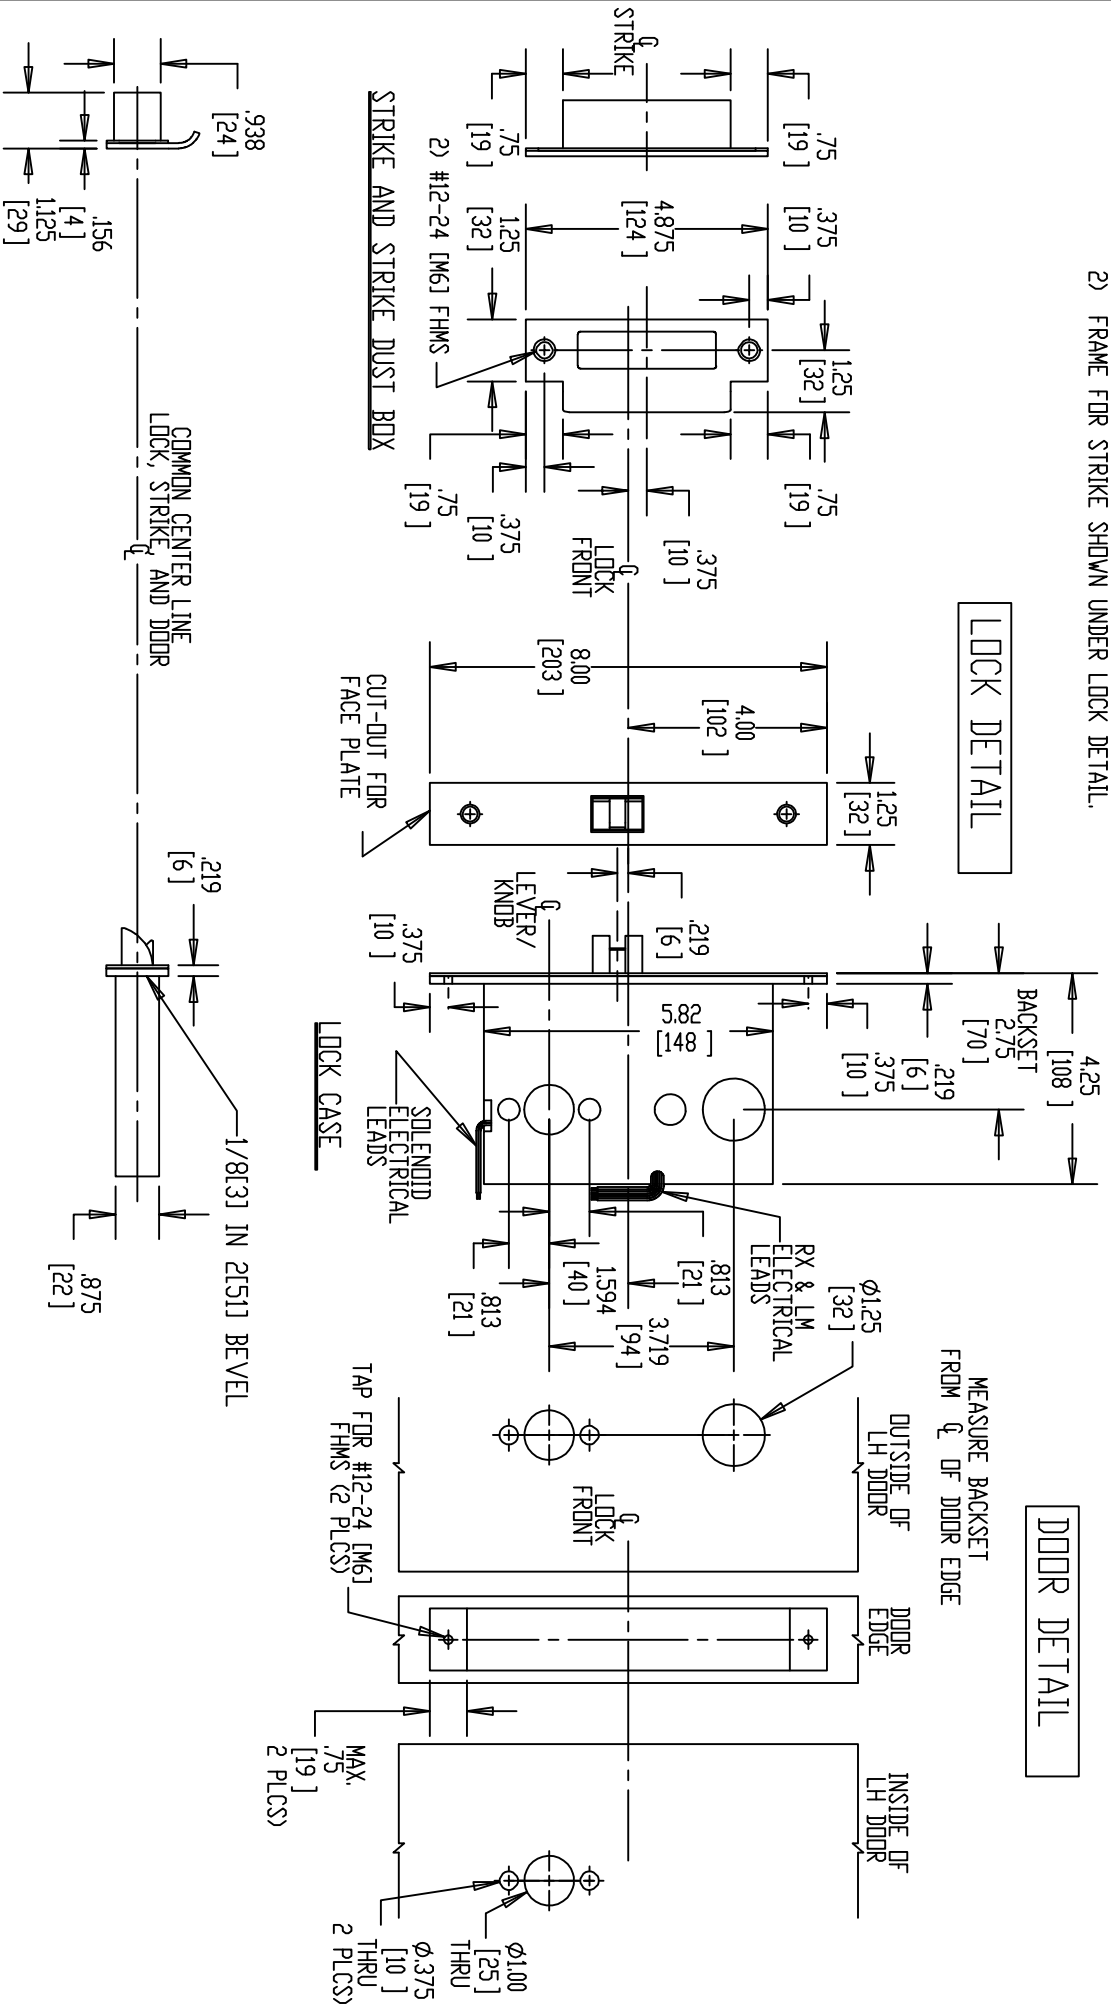 2) FRAME FOR STRIKE SHOWN UNDER LOCK DETAIL.
LOCK DETAIL
DOOR DETAIL
MEASURE BACKSET
FROM ℄ OF DOOR EDGE
℄
STRIKE
.75
[19 ]
.75
[19 ]
.375
[10 ]
4.875
[124 ]
1.25
[32 ]
1.25
[32 ]
2) #12-24 [M6] FHMS
.75
[19 ]
.75
[19 ]
.375
[10 ]
.375
[10 ]
STRIKE AND STRIKE DUST BOX
℄
LOCK
FRONT
8.00
[203 ]
4.00
[102 ]
1.25
[32 ]
CUT-OUT FOR
FACE PLATE
℄
LEVER/
KNOB
.219
[6 ]
.375
[10 ]
4.25
[108 ]
BACKSET
2.75
[70 ]
.219
[6 ]
.375
[10 ]
5.82
[148 ]
SOLENOID
ELECTRICAL
LEADS
LOCK CASE
RX & LM
ELECTRICAL
LEADS
.813
[21 ]
1.594
[40 ]
.813
[21 ]
3.719
[94 ]
Ø1.25
[32 ]
OUTSIDE OF
LH DOOR
℄
LOCK
FRONT
TAP FOR #12-24 [M6]
FHMS (2 PLCS)
DOOR
EDGE
MAX.
.75
[19 ]
2 PLCS)
INSIDE OF
LH DOOR
Ø1.00
[25 ]
THRU
Ø.375
[10 ]
THRU
2 PLCS)
.938
[24 ]
.156
[4 ]
1.125
[29 ]
COMMON CENTER LINE
LOCK, STRIKE, AND DOOR
℄
.219
[6 ]
1/8[3] IN 2[51] BEVEL
.875
[22 ]